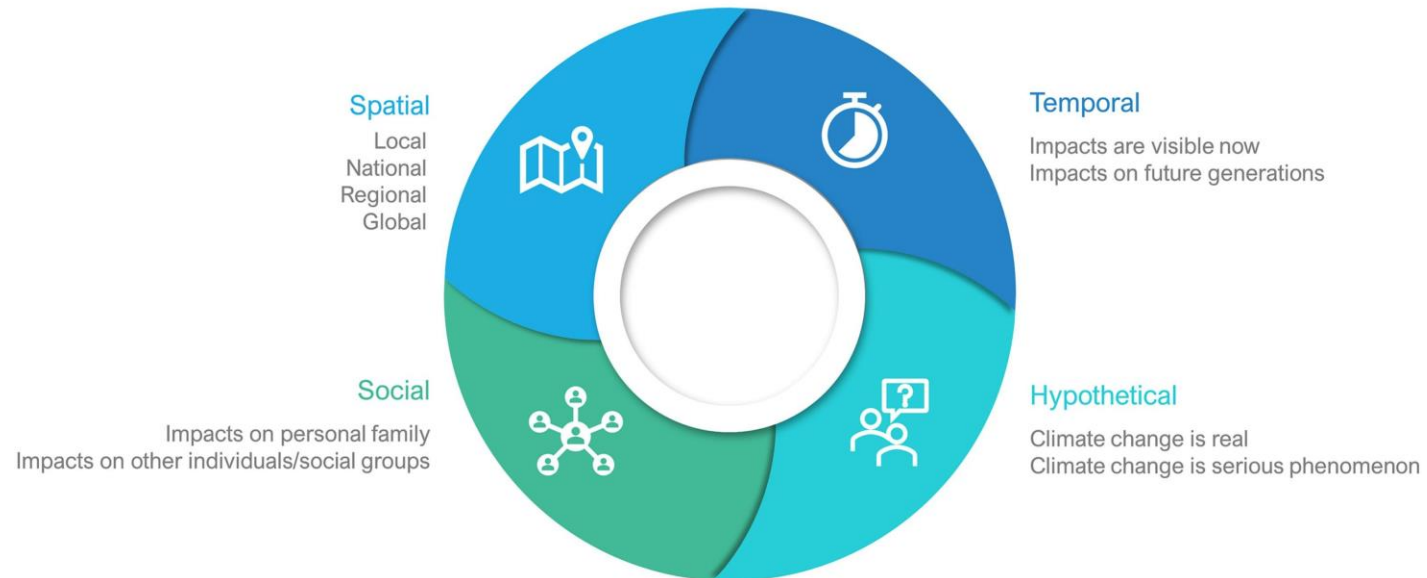 Spatial
Local
National
Regional
Global
Temporal
Impacts are visible now
Impacts on future generations
Social
Impacts on personal family
Impacts on other individuals/social groups
?
Hypothetical
Climate change is real
Climate change is serious phenomenon